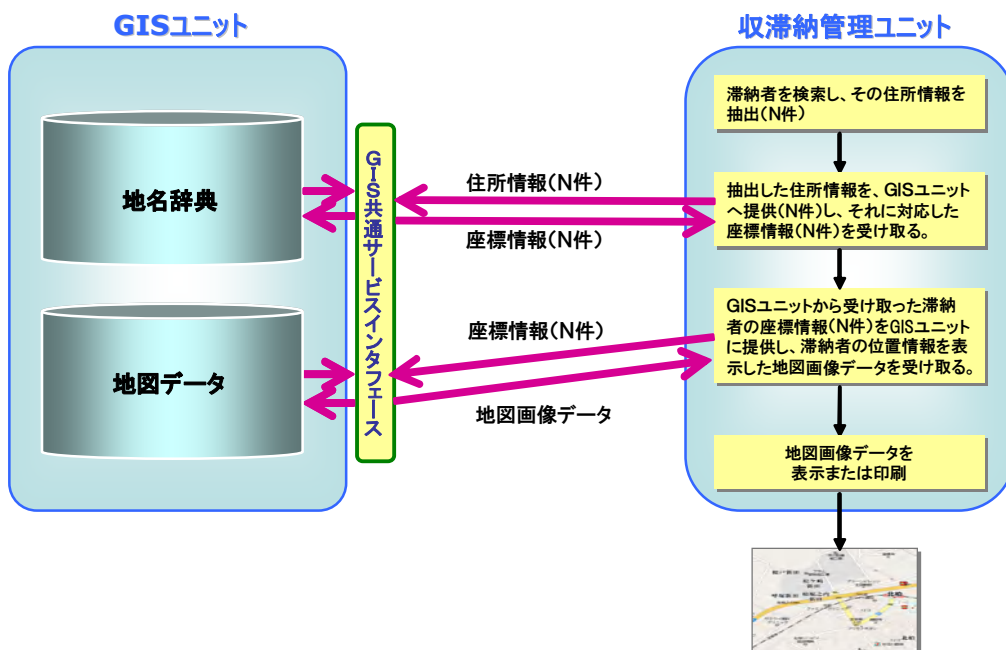 GISユニット
収滞納管理ユニット
地名辞典
地図データ
GIS共通サービスインタフェース
住所情報(N件)
座標情報(N件)
座標情報(N件)
地図画像データ
滞納者を検索し、その住所情報を
抽出(N件)
抽出した住所情報を、GISユニット
へ提供(N件)し、それに対応した
座標情報(N件)を受け取る。
GISユニットから受け取った滞納
者の座標情報(N件)をGISユニット
に提供し、滞納者の位置情報を表
示した地図画像データを受け取る。
地図画像データを
表示または印刷